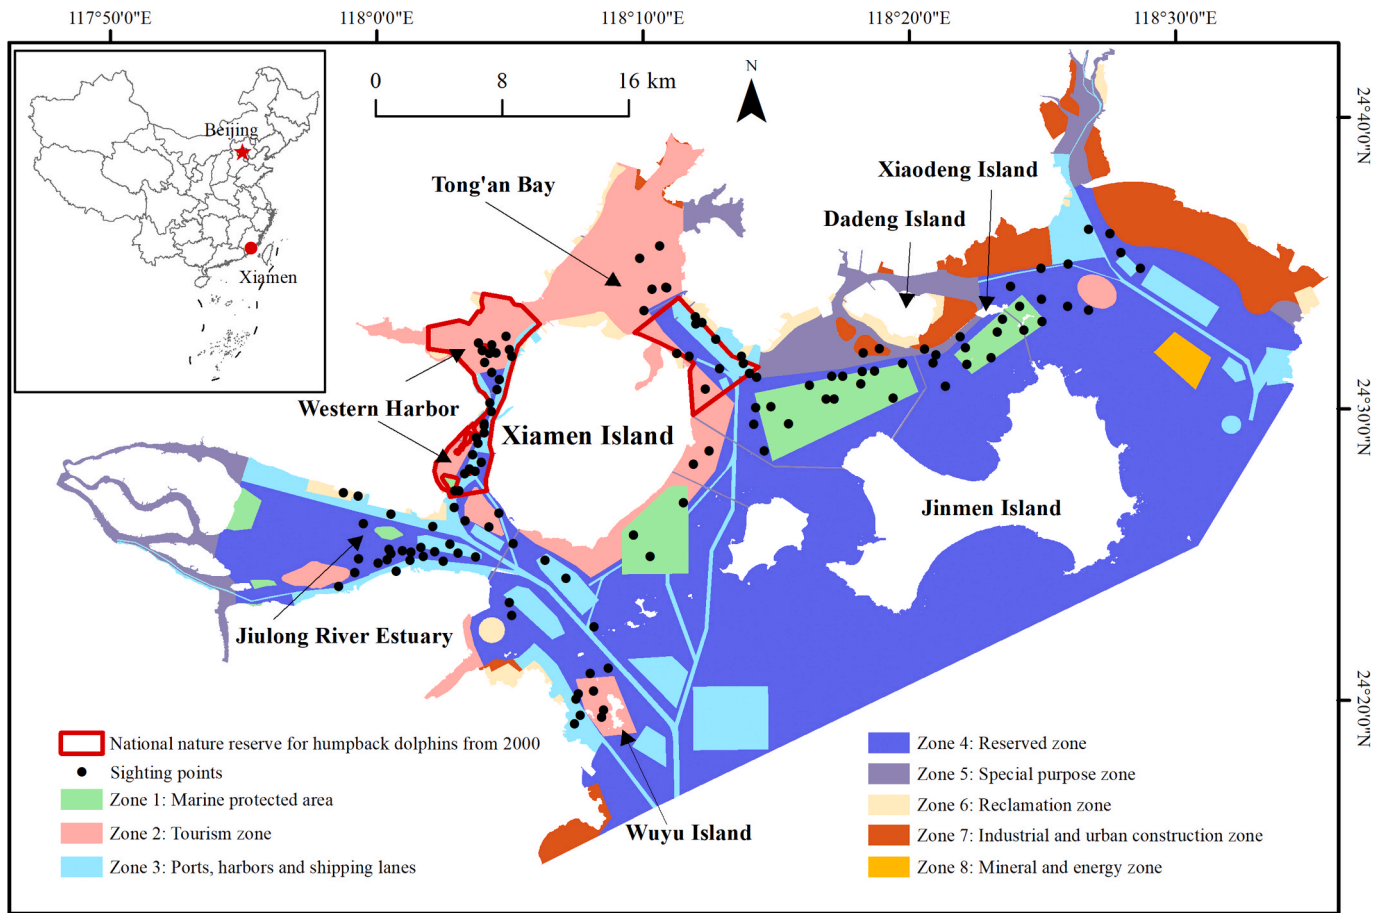 117°50'0"E
118°0'0"E
118°10'0"E
118°20'0"E
118°30'0"E
0
8
16 km
N
24°40'0"N
24°30'0"N
24°20'0"N
Beijing
Xiamen
Tong'an Bay
Xiaodeng Island
Dadeng Island
Western Harbor
Xiamen Island
Jinmen Island
Jiulong River Estuary
Wuyu Island
National nature reserve for humpback dolphins from 2000
Sighting points
Zone 1: Marine protected area
Zone 2: Tourism zone
Zone 3: Ports, harbors and shipping lanes
Zone 4: Reserved zone
Zone 5: Special purpose zone
Zone 6: Reclamation zone
Zone 7: Industrial and urban construction zone
Zone 8: Mineral and energy zone